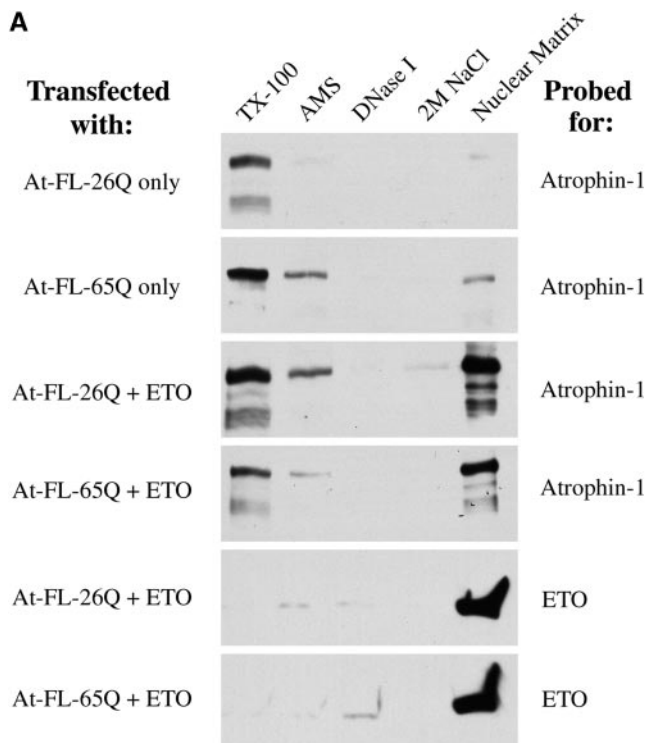 A
TX-100
AMS
DNase I
2M NaCl
Nuclear Matrix
Transfected
with:
Probed
for:
At-FL-26Q only
Atrophin-1
At-FL-65Q only
Atrophin-1
At-FL-26Q + ETO
Atrophin-1
At-FL-65Q + ETO
Atrophin-1
At-FL-26Q + ETO
ETO
At-FL-65Q + ETO
ETO